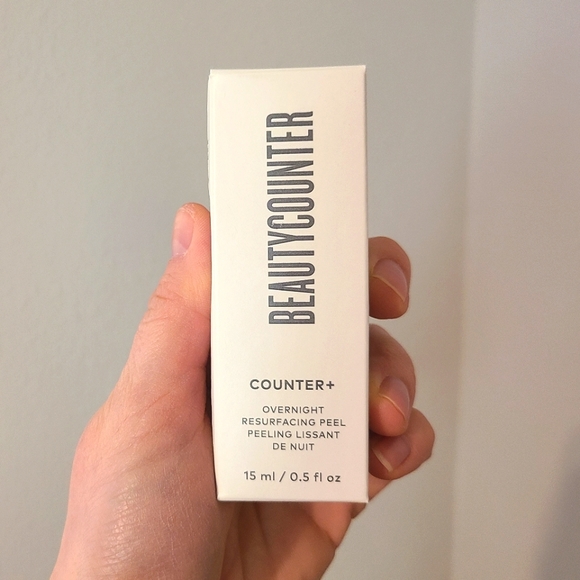 BEAUTYCOUNTER
COUNTER+
OVERNIGHT
RESURFACING PEEL
PEELING LISSANT
DE NUIT
15 ml / 0.5 fl oz